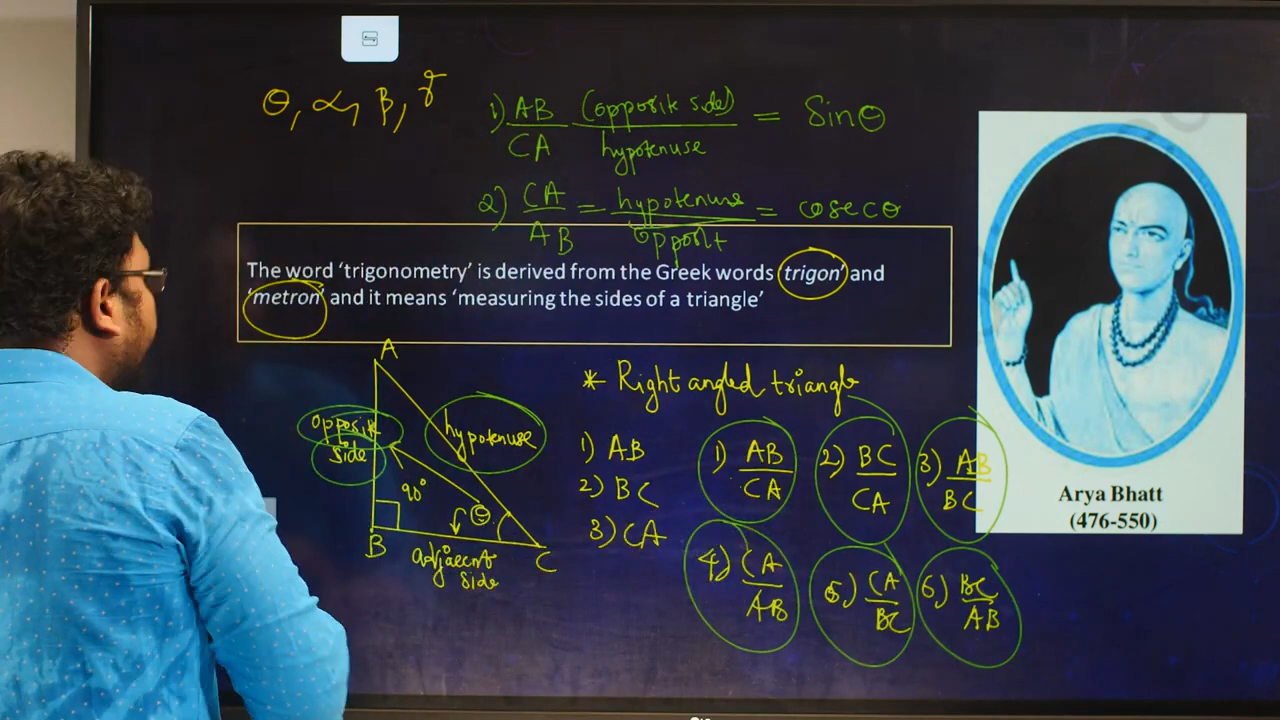 θ, α, β, γ
1) AB/CA (opposite side)/hypotenuse = Sinθ
2) CA/AB = hypotenuse/opposit = cosecθ
The word ‘trigonometry’ is derived from the Greek words ‘trigon’ and
‘metron’ and it means ‘measuring the sides of a triangle’
A
opposite
side
hypotenuse
90°
θ
B
adjacent
side
C
* Right angled triangle
1) AB
2) BC
3) CA
1) AB/CA 2) BC/CA 3) AB/BC
4) CA/AB 5) CA/BC 6) BC/AB
Arya Bhatt
(476-550)